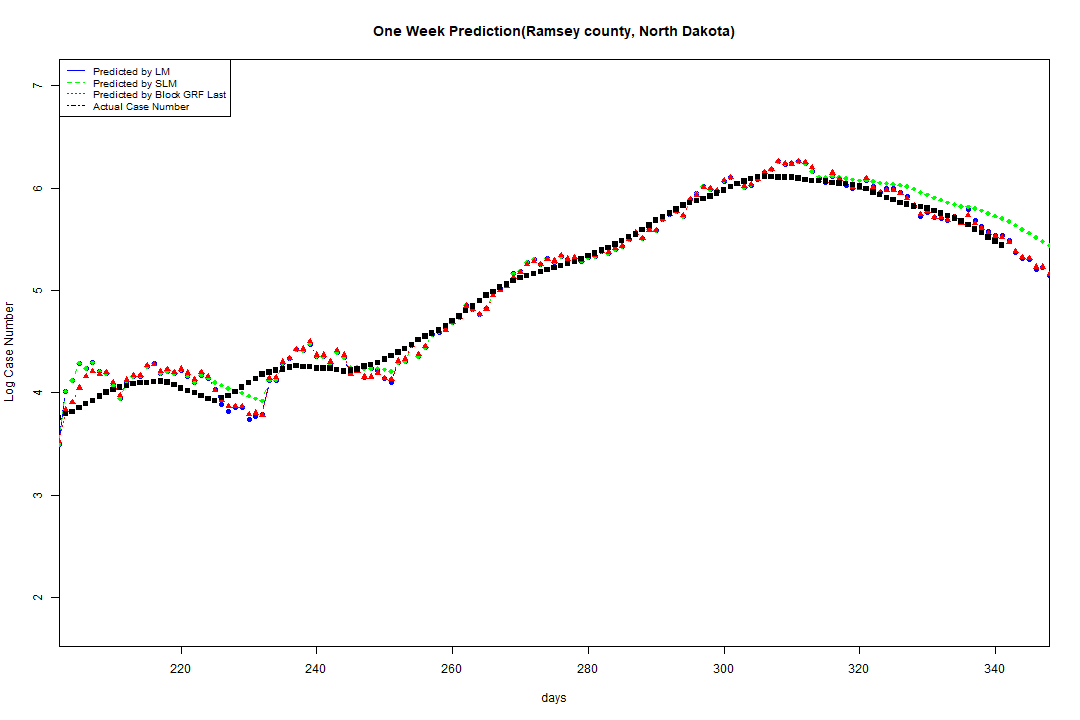 One Week Prediction(Ramsey county, North Dakota)
Predicted by LM
Predicted by SLM
Predicted by Block GRF Last
Actual Case Number
7
6
5
4
3
2
Log Case Number
220 240 260 280 300 320 340
days